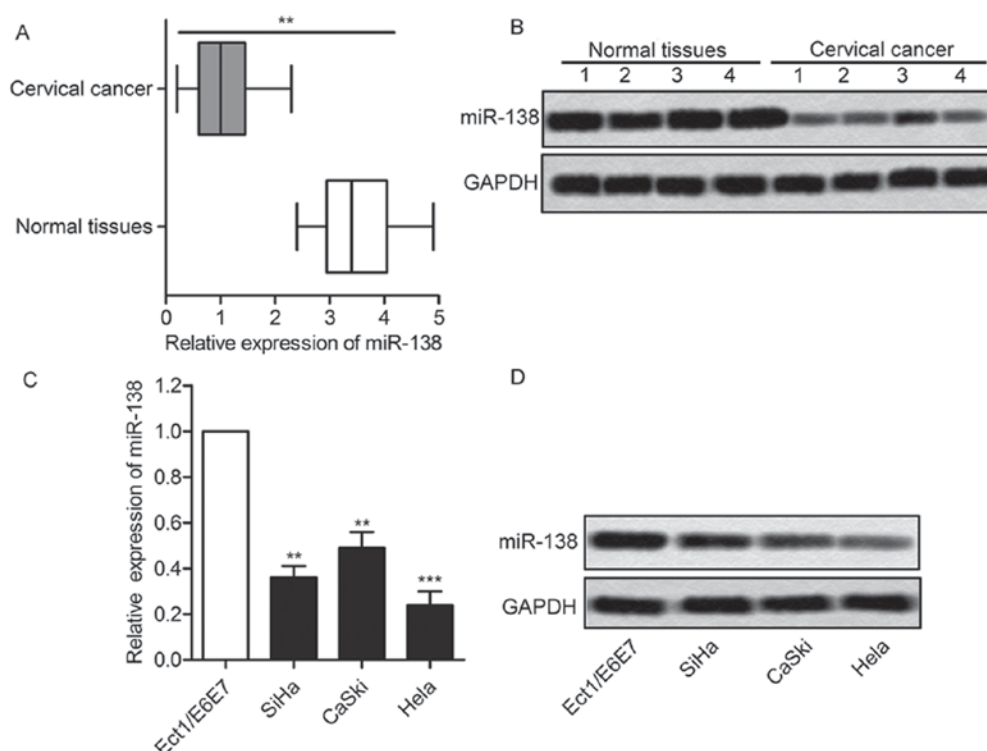 A
**
Cervical cancer
Normal tissues
0 1 2 3 4 5
Relative expression of miR-138
B
Normal tissues Cervical cancer
1 2 3 4 1 2 3 4
miR-138
GAPDH
C
Relative expression of miR-138
1.2
1.0
0.8
0.6
0.4
0.2
0.0
** ** ***
Ect1/E6E7 SiHa CaSki Hela
D
miR-138
GAPDH
Ect1/E6E7 SiHa CaSki Hela